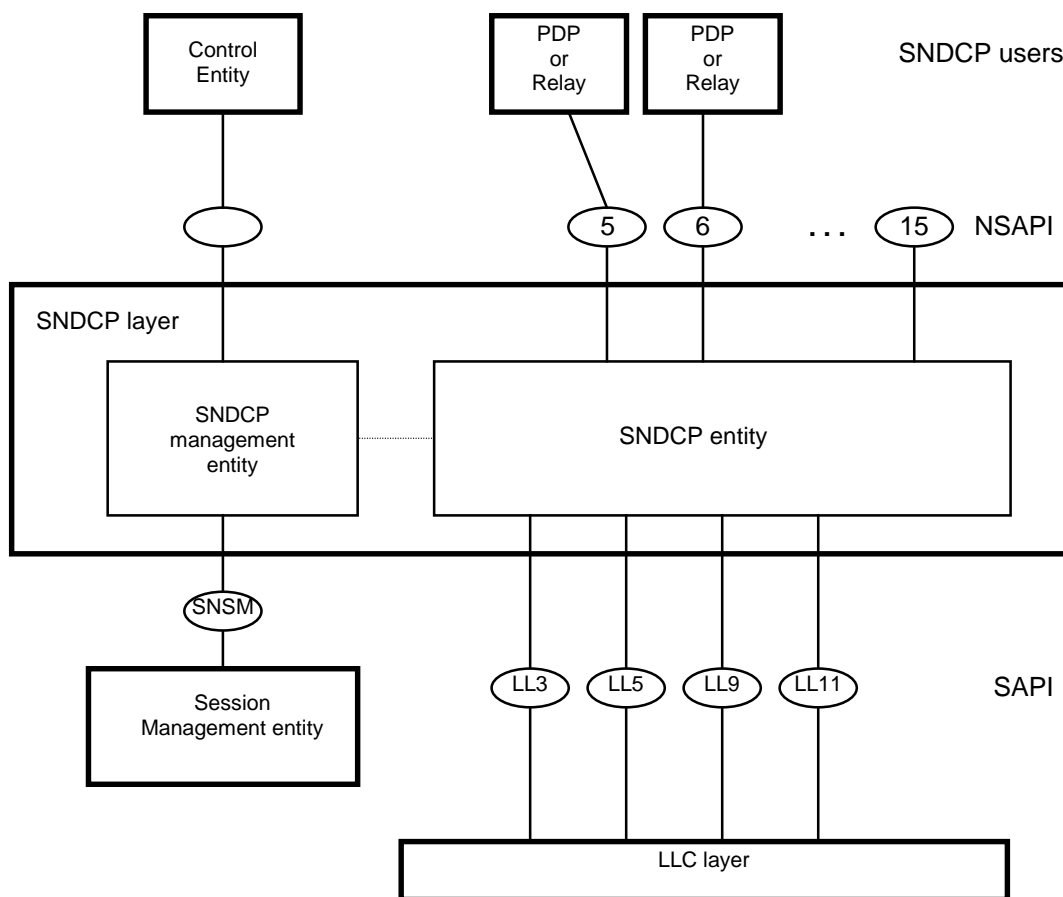 Control
Entity
PDP
or
Relay
PDP
or
Relay
SNDCP users
5
6
. . .
15
NSAPI
SNDCP layer
SNDCP
management
entity
SNDCP entity
SNSM
LL3
LL5
LL9
LL11
SAPI
Session
Management entity
LLC layer